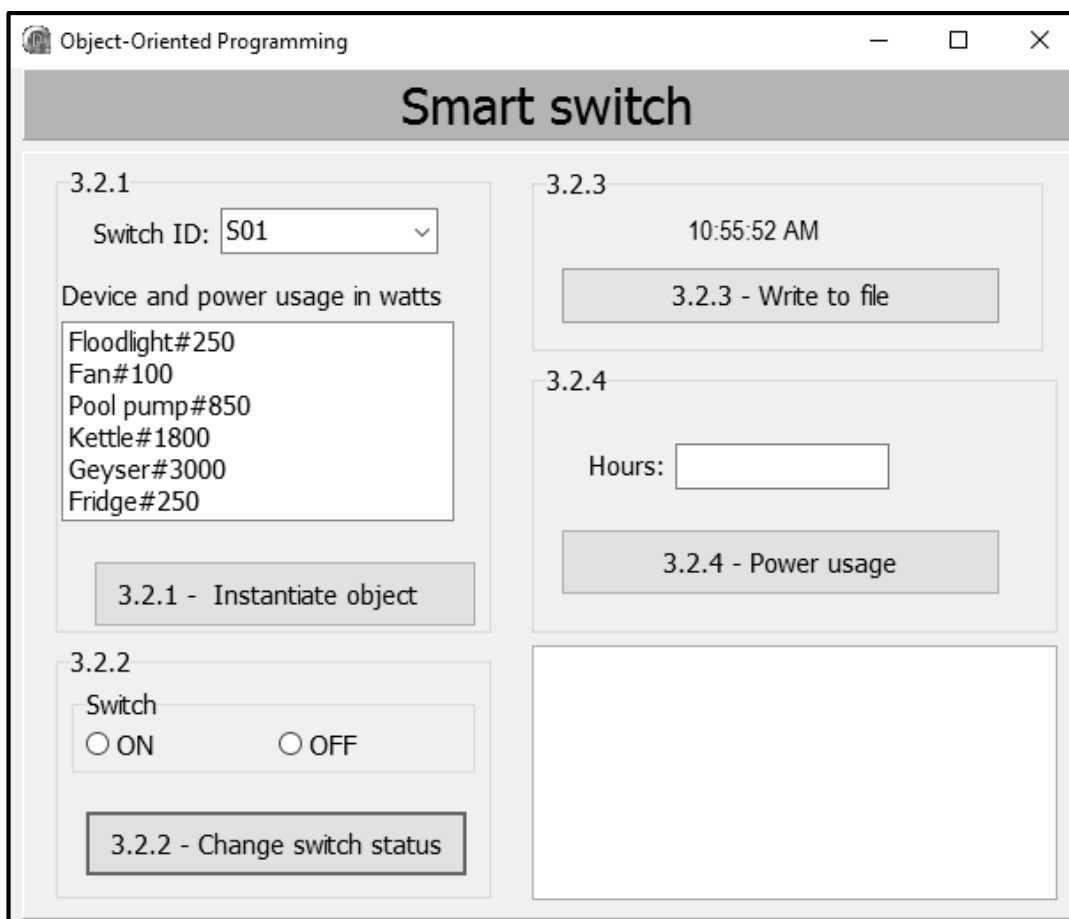 Object-Oriented Programming
Smart switch
3.2.1
Switch ID: S01
Device and power usage in watts
Floodlight#250
Fan#100
Pool pump#850
Kettle#1800
Geyser#3000
Fridge#250
3.2.1 - Instantiate object
3.2.2
Switch
ON OFF
3.2.2 - Change switch status
3.2.3
10:55:52 AM
3.2.3 - Write to file
3.2.4
Hours:
3.2.4 - Power usage